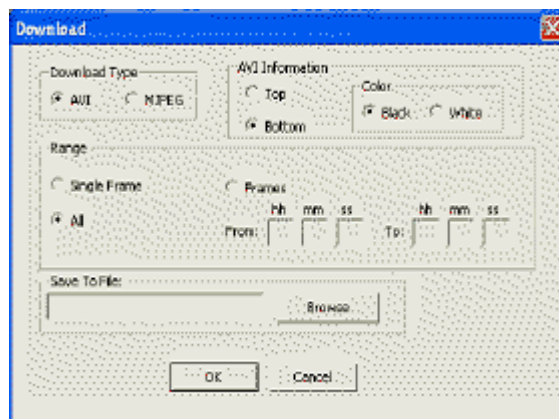 Download
Download Type
AVI
MJPEG
AVI Information
Top
Bottom
Color
Black
White
Range
Single Frame
Frames
All
hh mm ss
hh mm ss
From:
To:
Save To File:
Browse
OK
Cancel